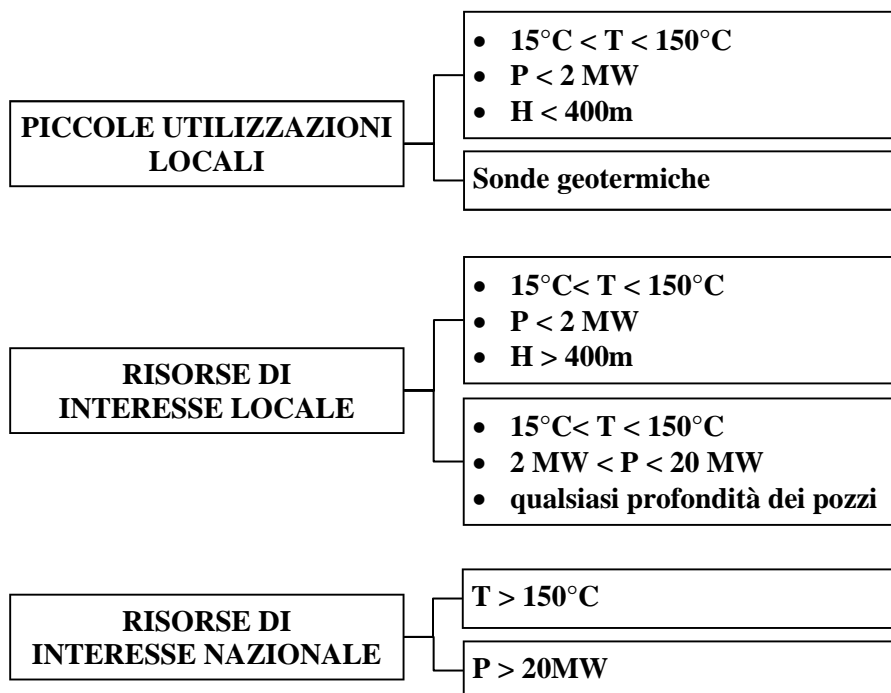 PICCOLE UTILIZZAZIONI
LOCALI
• 15°C < T < 150°C
• P < 2 MW
• H < 400m
Sonde geotermiche
RISORSE DI
INTERESSE LOCALE
• 15°C< T < 150°C
• P < 2 MW
• H > 400m
• 15°C< T < 150°C
• 2 MW < P < 20 MW
• qualsiasi profondità dei pozzi
RISORSE DI
INTERESSE NAZIONALE
T > 150°C
P > 20MW